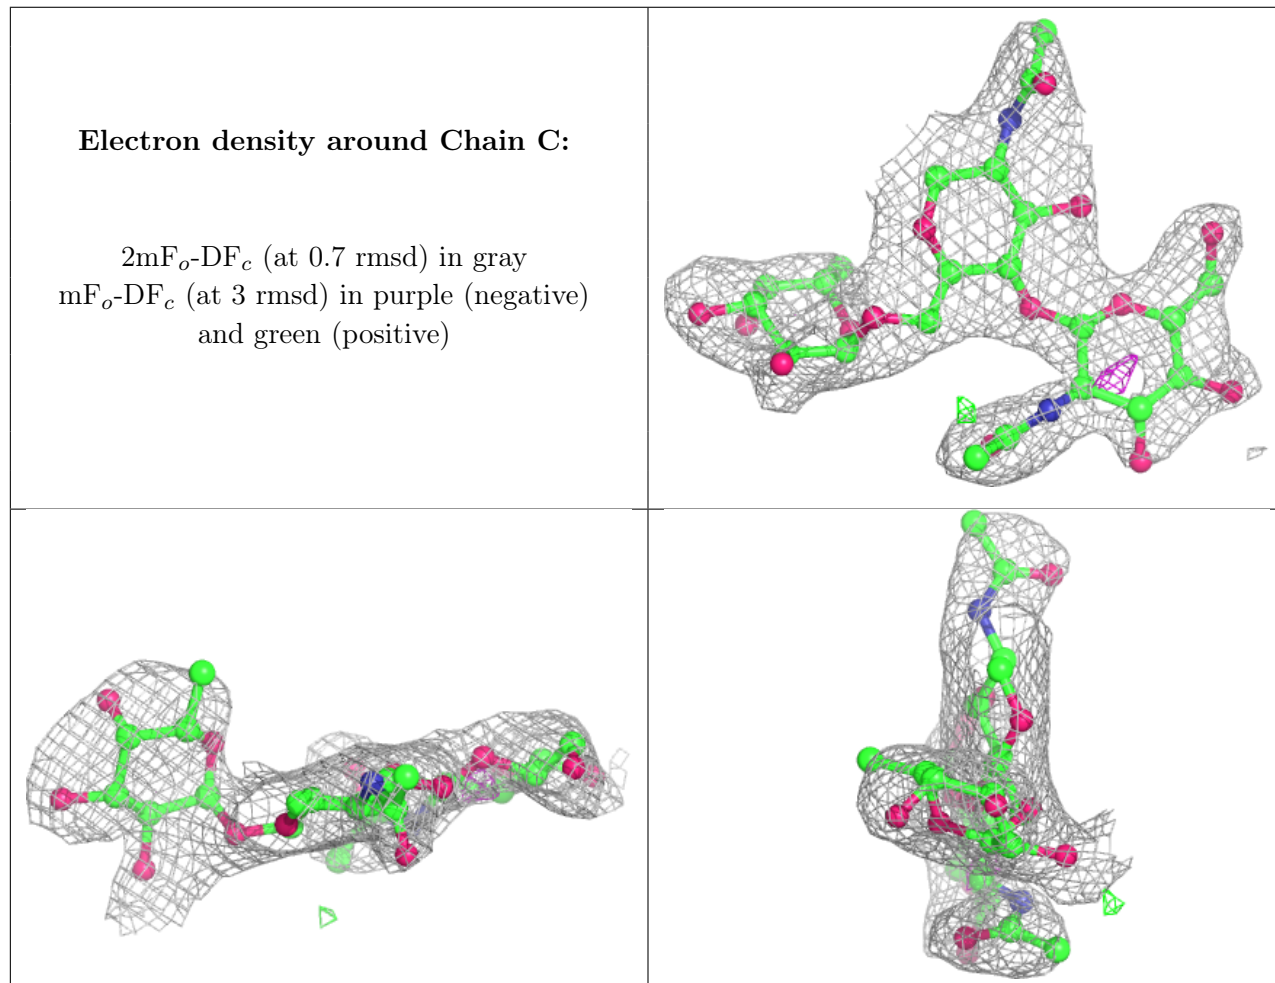 Electron density around Chain C:
2mFo-DFc (at 0.7 rmsd) in gray
mFo-DFc (at 3 rmsd) in purple (negative)
and green (positive)